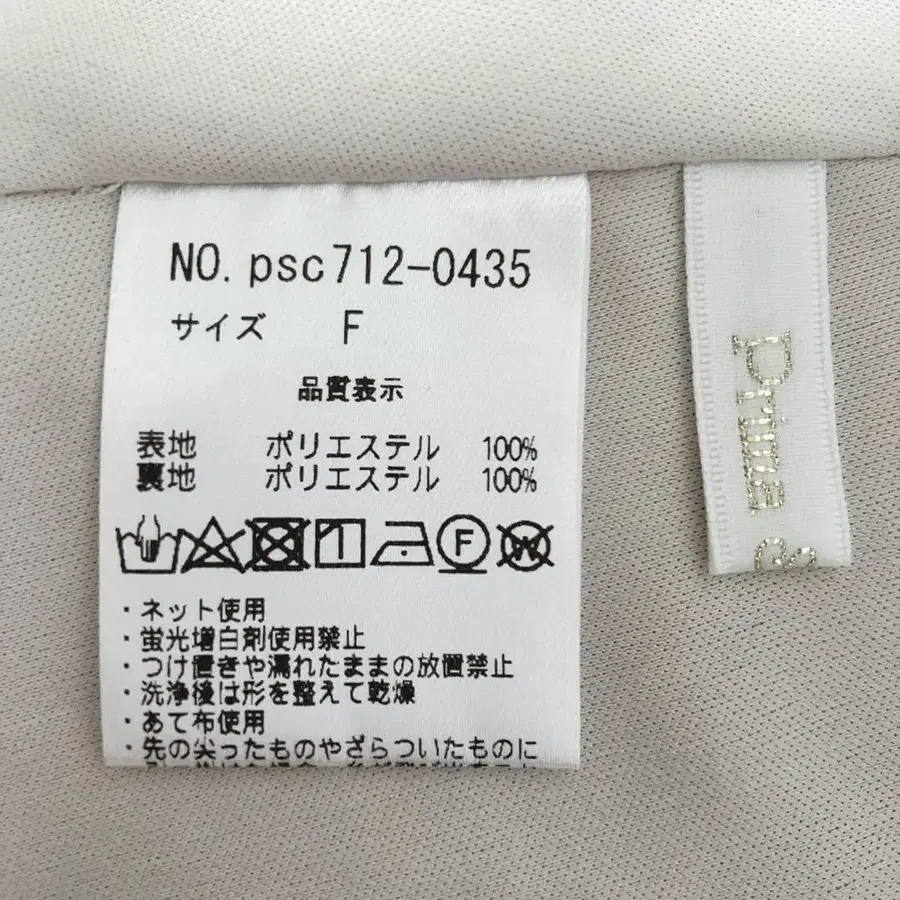 NO. psc712-0435
サイズ F
品質表示
表地 ポリエステル 100%
裏地 ポリエステル 100%
F W
・ネット使用
・蛍光増白剤使用禁止
・つけ置きや濡れたままの放置禁止
・洗浄後は形を整えて乾燥
・あて布使用
・先の尖ったものやざらついたものに
Priza